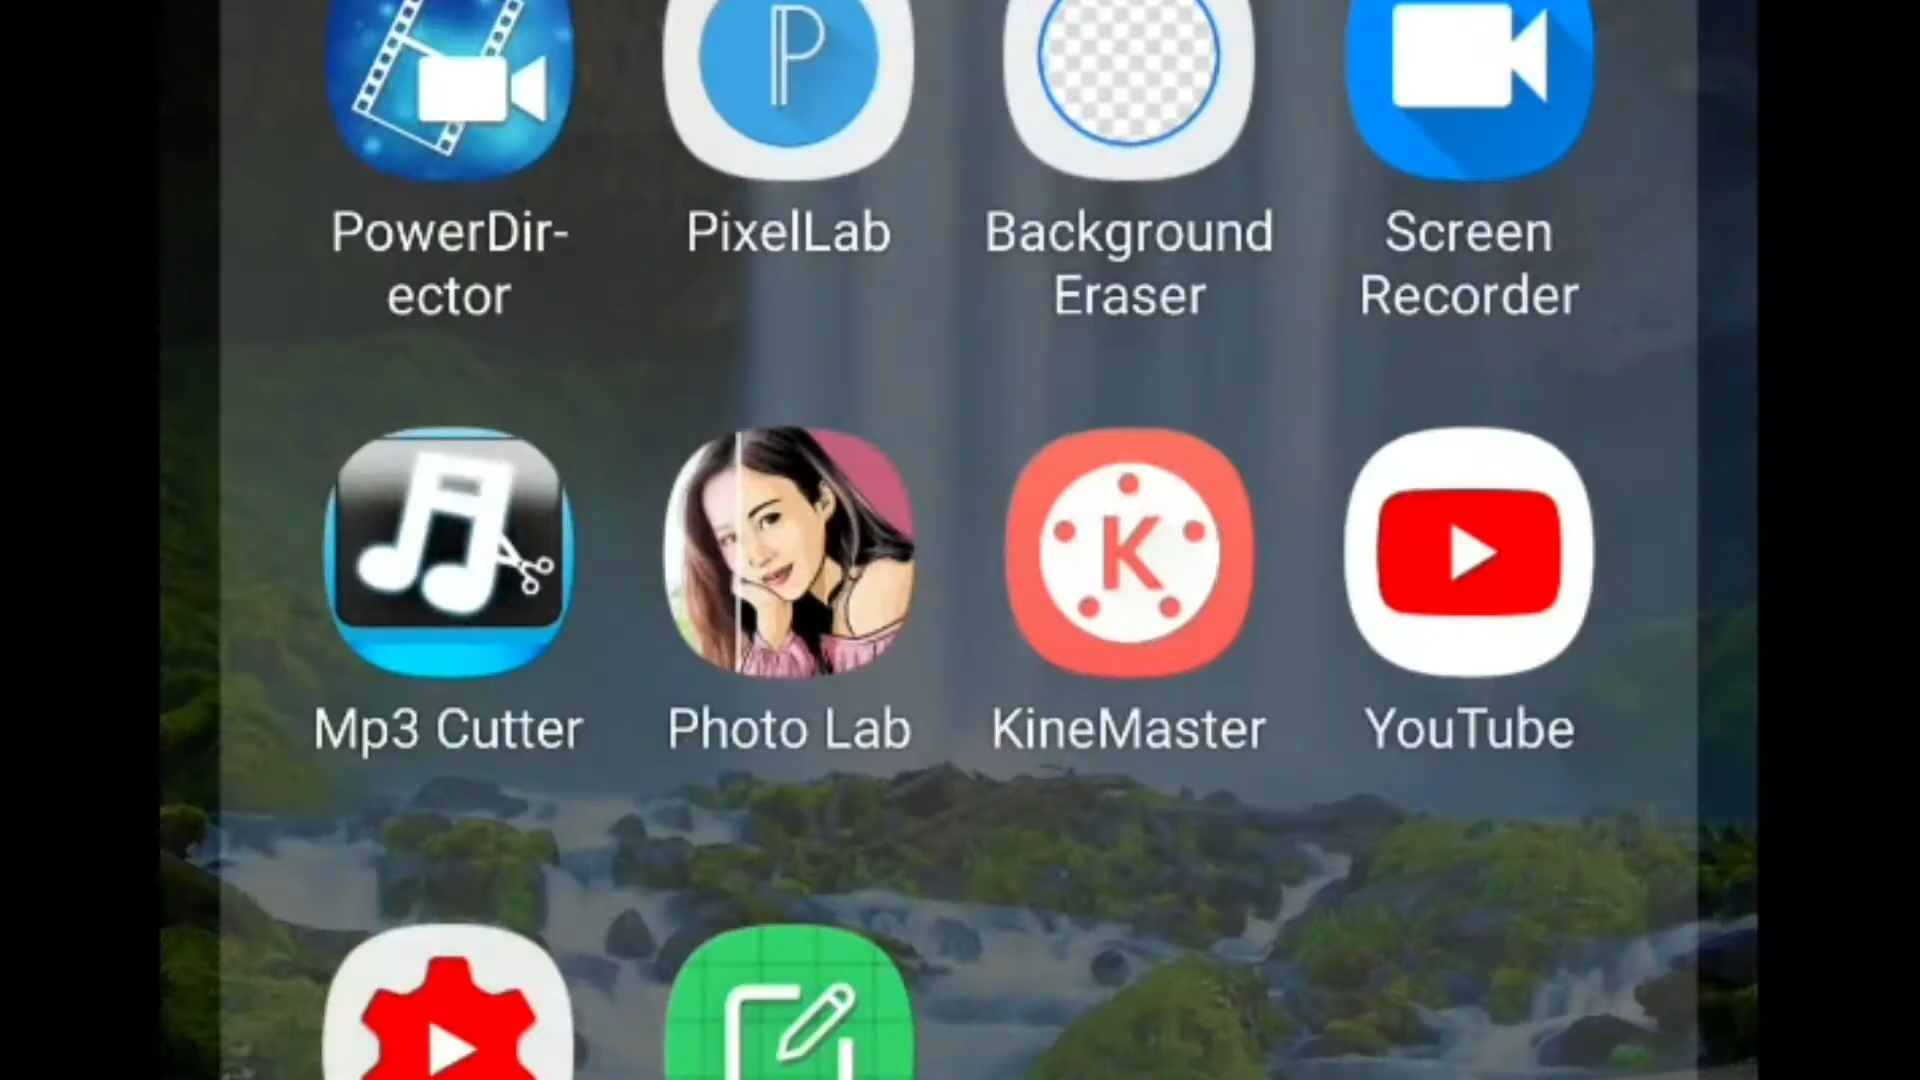 P
PowerDir-
ector
PixelLab
Background
Eraser
Screen
Recorder
K
Mp3 Cutter
Photo Lab
KineMaster
YouTube